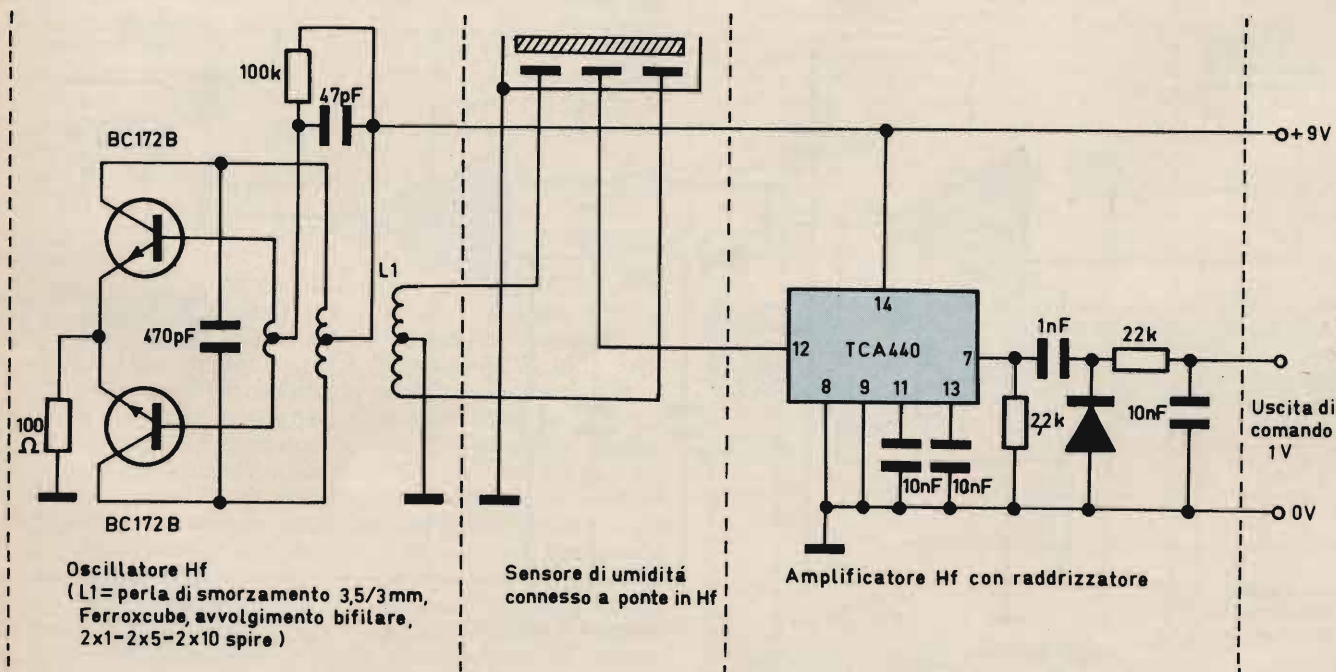 100k
47pF
BC172B
+9V
L1
470pF
14
12
TCA440
7
1nF
22k
8
9
11
13
100
Ω
2,2k
10nF
10nF
10nF
Uscita di
comando
1V
0V
BC172B
Oscillatore Hf
(L1= perla di smorzamento 3,5/3mm,
Ferroxcube, avvolgimento bifilare,
2x1-2x5-2x10 spire)
Sensore di umiditá
connesso a ponte in Hf
Amplificatore Hf con raddrizzatore